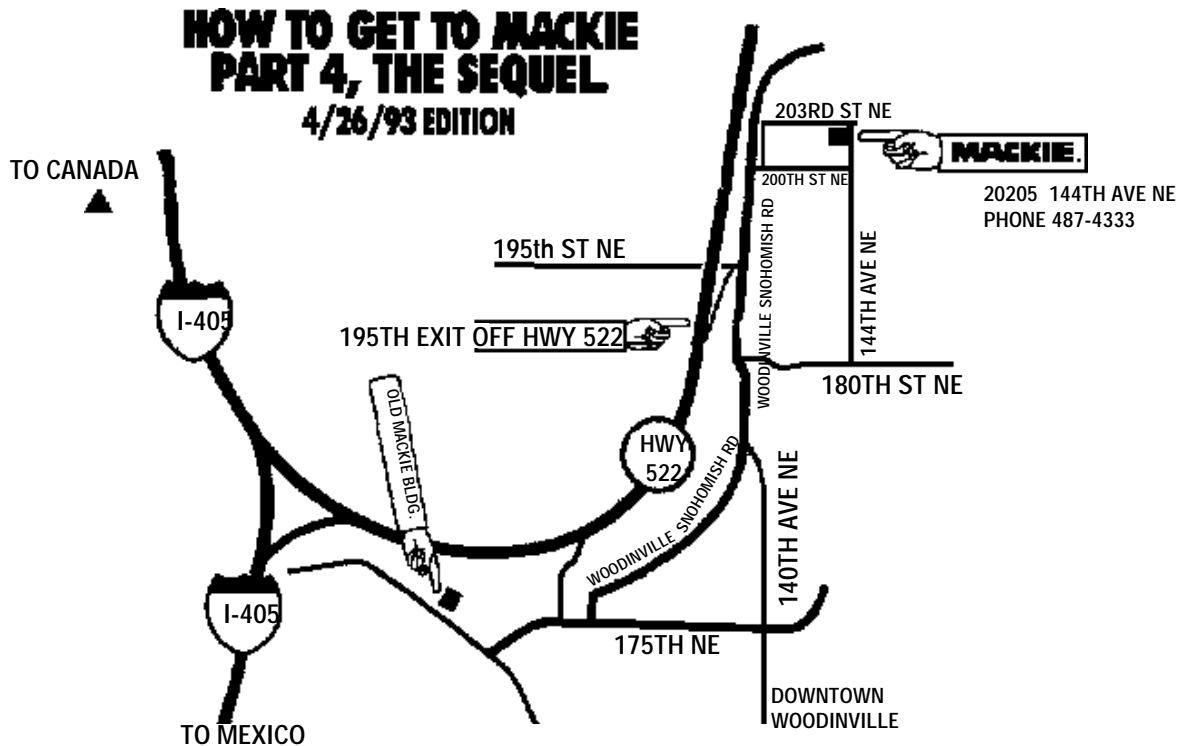 HOW TO GET TO MACKIE
PART 4, THE SEQUEL
4/26/93 EDITION
TO CANADA
203RD ST NE
MACKIE.
200TH ST NE
20205 144TH AVE NE
PHONE 487-4333
WOODINVILLE SNOHOMISH RD
144TH AVE NE
195th ST NE
I-405
195TH EXIT OFF HWY 522
180TH ST NE
OLD MACKIE BLDG.
HWY
522
WOODINVILLE SNOHOMISH RD
140TH AVE NE
I-405
175TH NE
DOWNTOWN
WOODINVILLE
TO MEXICO